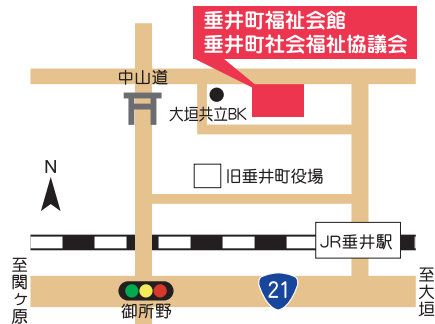 垂井町福祉会館
垂井町社会福祉協議会
中山道
大垣共立BK
N
旧垂井町役場
JR垂井駅
至関ヶ原
至大垣
21
御所野